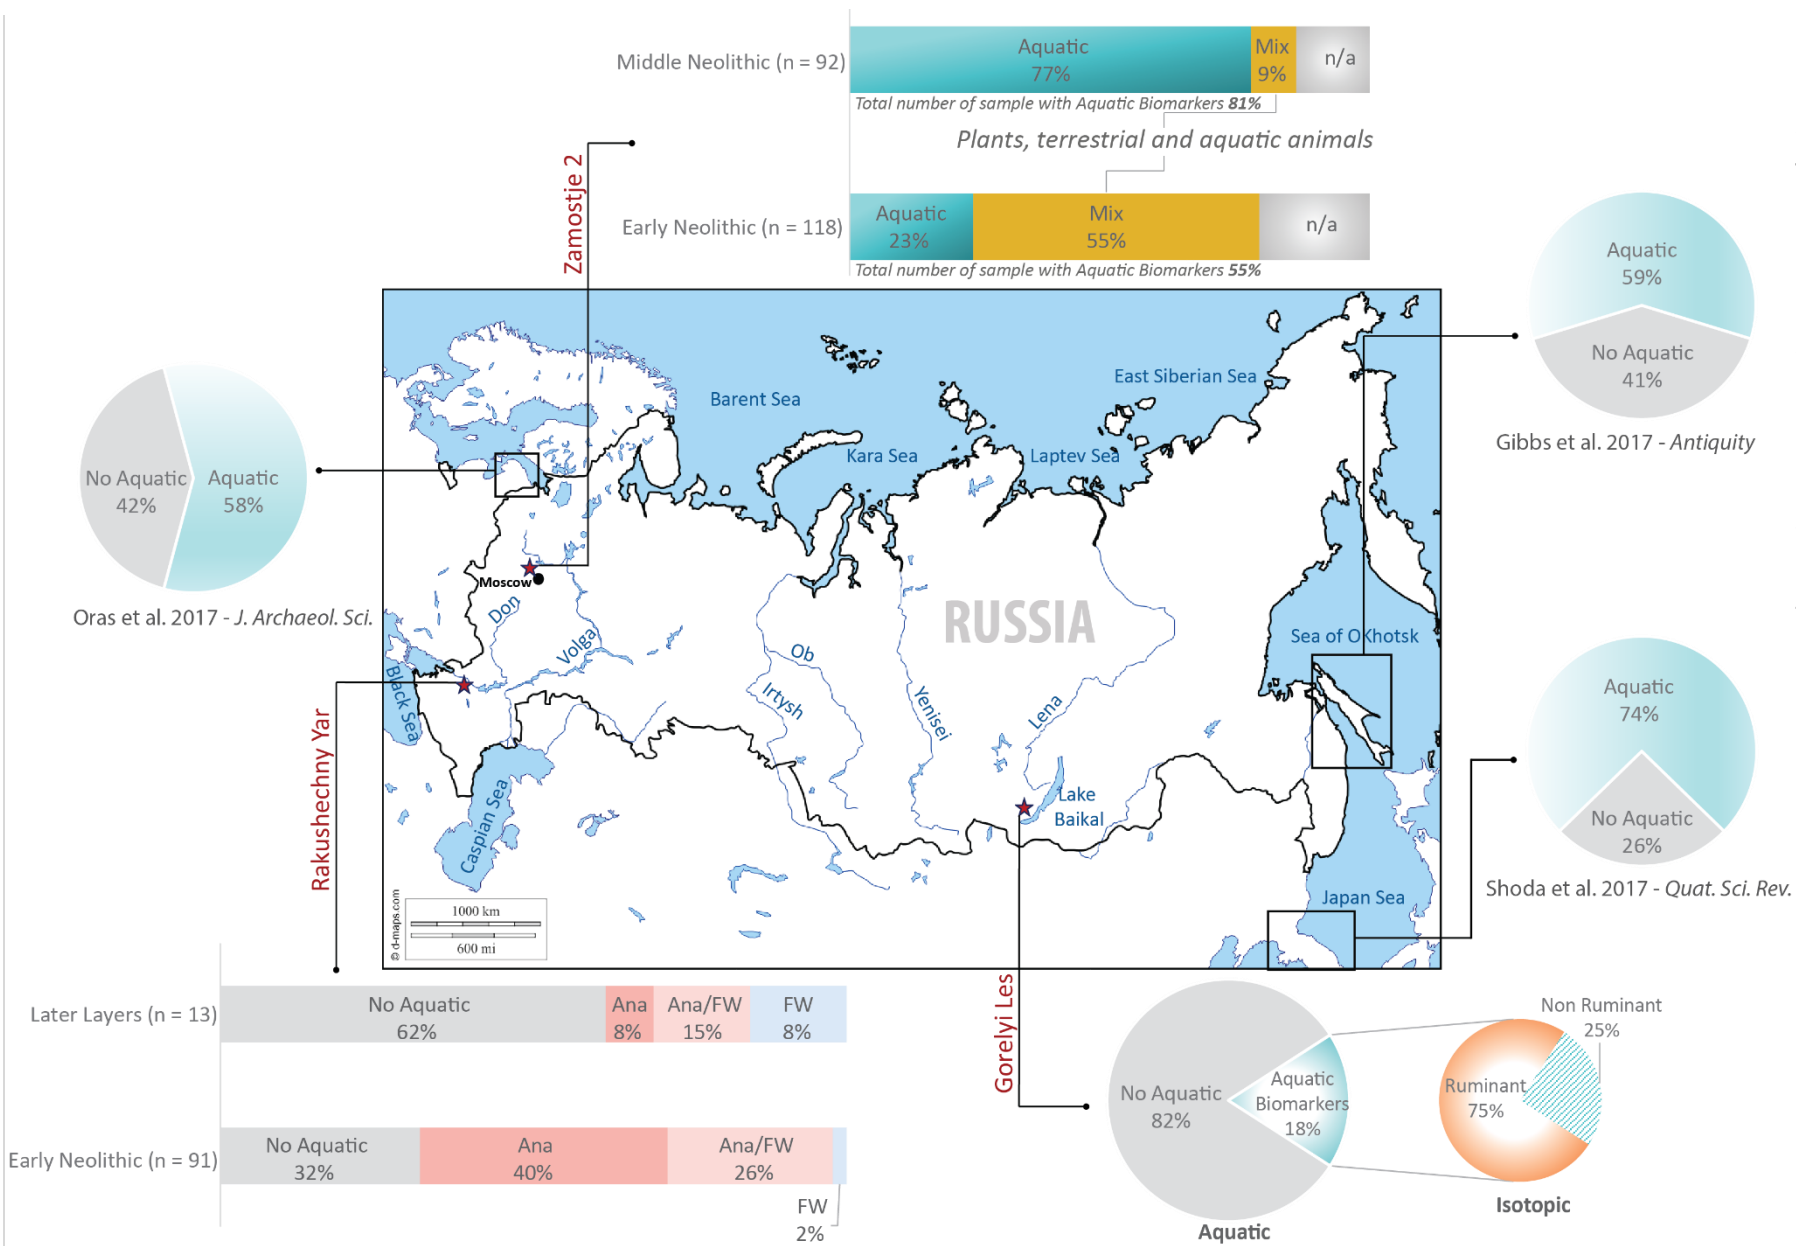 Middle Neolithic (n = 92)
Aquatic
77%
Mix
9%
n/a
Total number of sample with Aquatic Biomarkers 81%
Plants, terrestrial and aquatic animals
Zamostje 2
Early Neolithic (n = 118)
Aquatic
23%
Mix
55%
n/a
Total number of sample with Aquatic Biomarkers 55%
Aquatic
59%
No Aquatic
41%
Gibbs et al. 2017 - Antiquity
No Aquatic
42%
Aquatic
58%
Oras et al. 2017 - J. Archaeol. Sci.
Barent Sea
East Siberian Sea
Kara Sea
Laptev Sea
Moscow
Don
Volga
RUSSIA
Sea of OKhotsk
Ob
Irtysh
Yenisei
Lena
Black Sea
Caspian Sea
Lake
Baikal
Japan Sea
1000 km
600 mi
© d-maps.com
Aquatic
74%
No Aquatic
26%
Shoda et al. 2017 - Quat. Sci. Rev.
Rakushechny Yar
Later Layers (n = 13)
No Aquatic
62%
Ana
8%
Ana/FW
15%
FW
8%
Early Neolithic (n = 91)
No Aquatic
32%
Ana
40%
Ana/FW
26%
FW
2%
Gorelyi Les
No Aquatic
82%
Aquatic
Biomarkers
18%
Aquatic
Non Ruminant
25%
Ruminant
75%
Isotopic